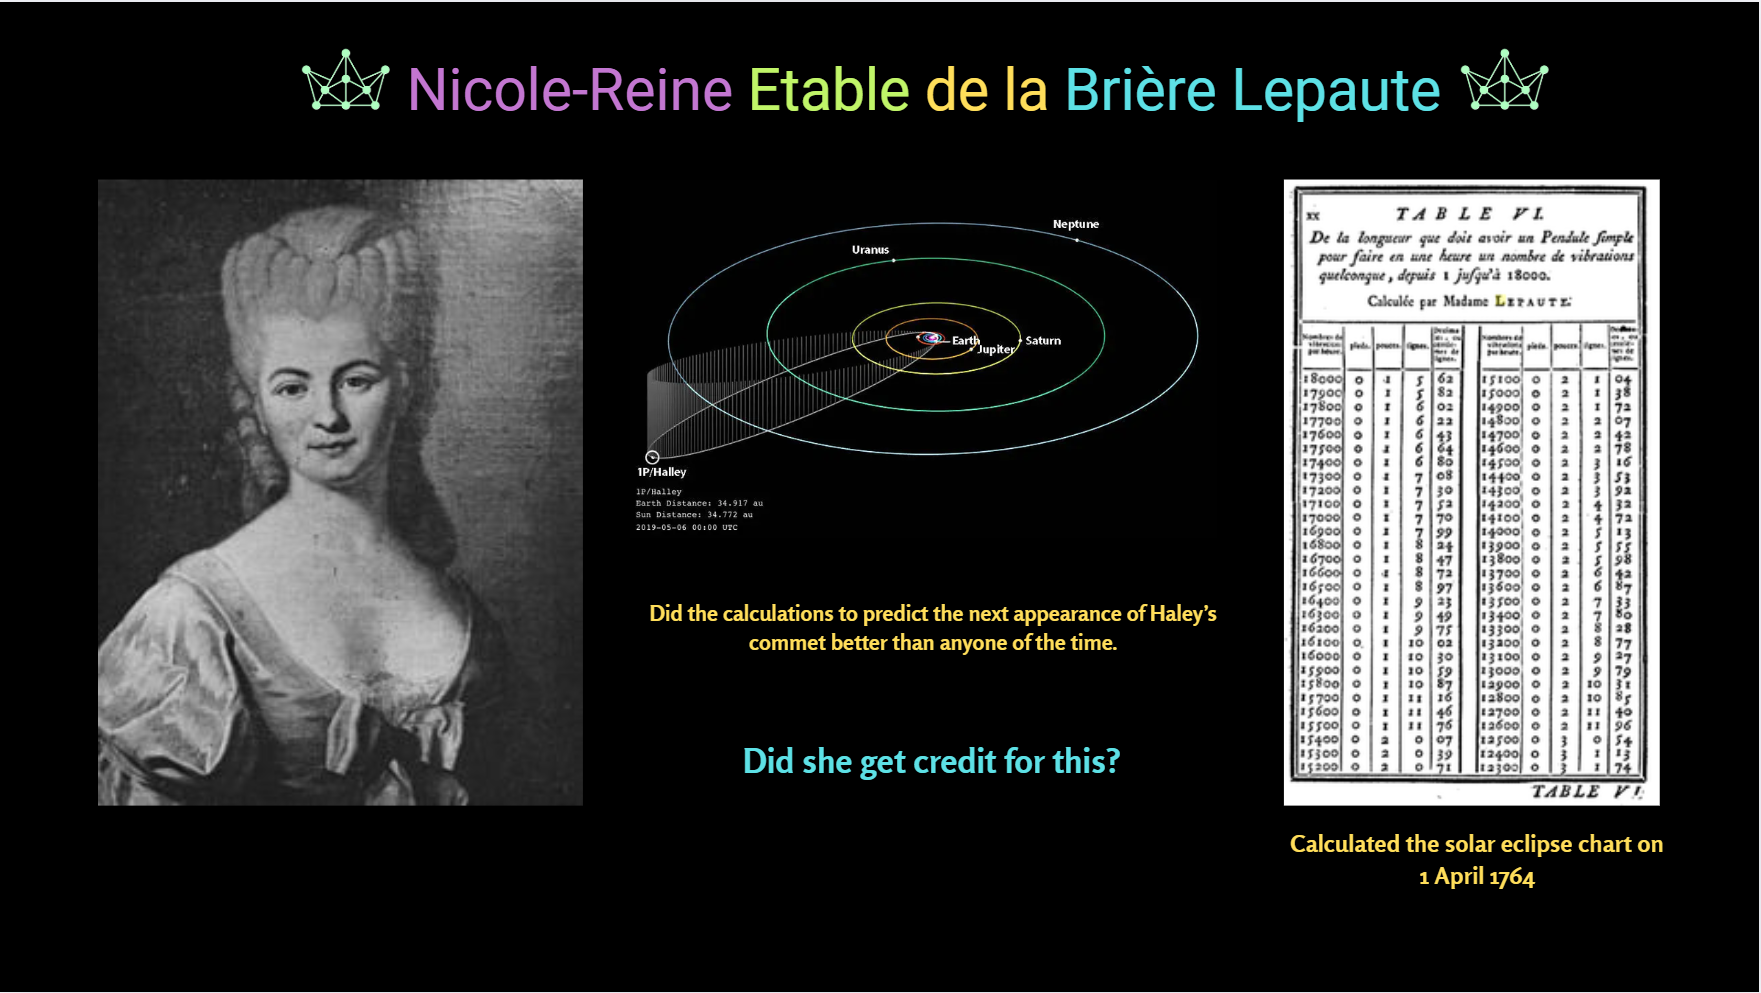 Nicole-Reine Etable de la Brière Lepaute
Neptune
Uranus
Earth
Jupiter
Saturn
1P/Halley
1P/Halley
Earth Distance: 34.917 au
Sun Distance: 34.772 au
2019-05-06 00:00 UTC
Did the calculations to predict the next appearance of Haley's
commet better than anyone of the time.
Did she get credit for this?
xx
TABLE VI.
De la longueur que doit avoir un Pendule ſimple
pour faire en une heure un nombre de vibrations
quelconque, depuis 1 juſqu'à 18000.
Calculée par Madame LEPAUTE.
Nombres de vibrations par heure. pieds. pouces. lignes. Nombres de vibrations par heure. pieds. pouces. lignes.
18000 0 1 5 62 15100 0 2 1 04
17900 0 1 5 82 15000 0 2 1 38
17800 0 1 6 02 14900 0 2 1 72
17700 0 1 6 22 14800 0 2 2 07
17600 0 1 6 43 14700 0 2 2 42
17500 0 1 6 64 14600 0 2 2 78
17400 0 1 6 80 14500 0 2 3 16
17300 0 1 7 08 14400 0 2 3 53
17200 0 1 7 30 14300 0 2 3 92
17100 0 1 7 52 14200 0 2 4 32
17000 0 1 7 70 14100 0 2 4 72
16900 0 1 7 99 14000 0 2 5 13
16800 0 1 8 24 13900 0 2 5 55
16700 0 1 8 47 13800 0 2 5 98
16600 0 1 8 72 13700 0 2 6 42
16500 0 1 8 97 13600 0 2 6 87
16400 0 1 9 23 13500 0 2 7 33
16300 0 1 9 49 13400 0 2 7 80
16200 0 1 9 75 13300 0 2 8 28
16100 0 1 10 02 13200 0 2 8 77
16000 0 1 10 30 13100 0 2 9 27
15900 0 1 10 59 13000 0 2 9 79
15800 0 1 10 87 12900 0 2 10 31
15700 0 1 11 16 12800 0 2 10 85
15600 0 1 11 46 12700 0 2 11 40
15500 0 1 11 76 12600 0 2 11 96
15400 0 2 0 07 12500 0 3 0 54
15300 0 2 0 39 12400 0 3 1 13
15200 0 2 0 71 12300 0 3 1 74
TABLE VI
Calculated the solar eclipse chart on
1 April 1764